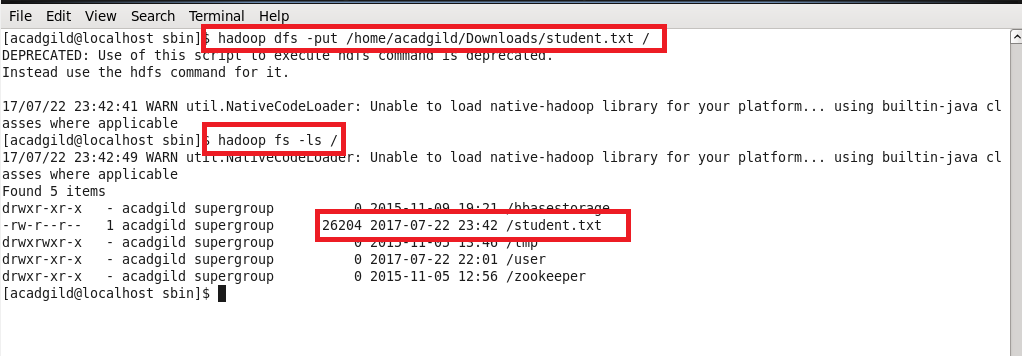 File Edit View Search Terminal Help
[acadgild@localhost sbin]$ hadoop dfs -put /home/acadgild/Downloads/student.txt /
DEPRECATED: Use of this script to execute hdfs command is deprecated.
Instead use the hdfs command for it.
17/07/22 23:42:41 WARN util.NativeCodeLoader: Unable to load native-hadoop library for your platform... using builtin-java cl
asses where applicable
[acadgild@localhost sbin]$ hadoop fs -ls /
17/07/22 23:42:49 WARN util.NativeCodeLoader: Unable to load native-hadoop library for your platform... using builtin-java cl
asses where applicable
Found 5 items
drwxr-xr-x   - acadgild supergroup          0 2015-11-09 19:21 /hbasestorage
-rw-r--r--   1 acadgild supergroup      26204 2017-07-22 23:42 /student.txt
drwxrwxr-x   - acadgild supergroup          0 2015-11-05 13:46 /tmp
drwxr-xr-x   - acadgild supergroup          0 2017-07-22 22:01 /user
drwxr-xr-x   - acadgild supergroup          0 2015-11-05 12:56 /zookeeper
[acadgild@localhost sbin]$